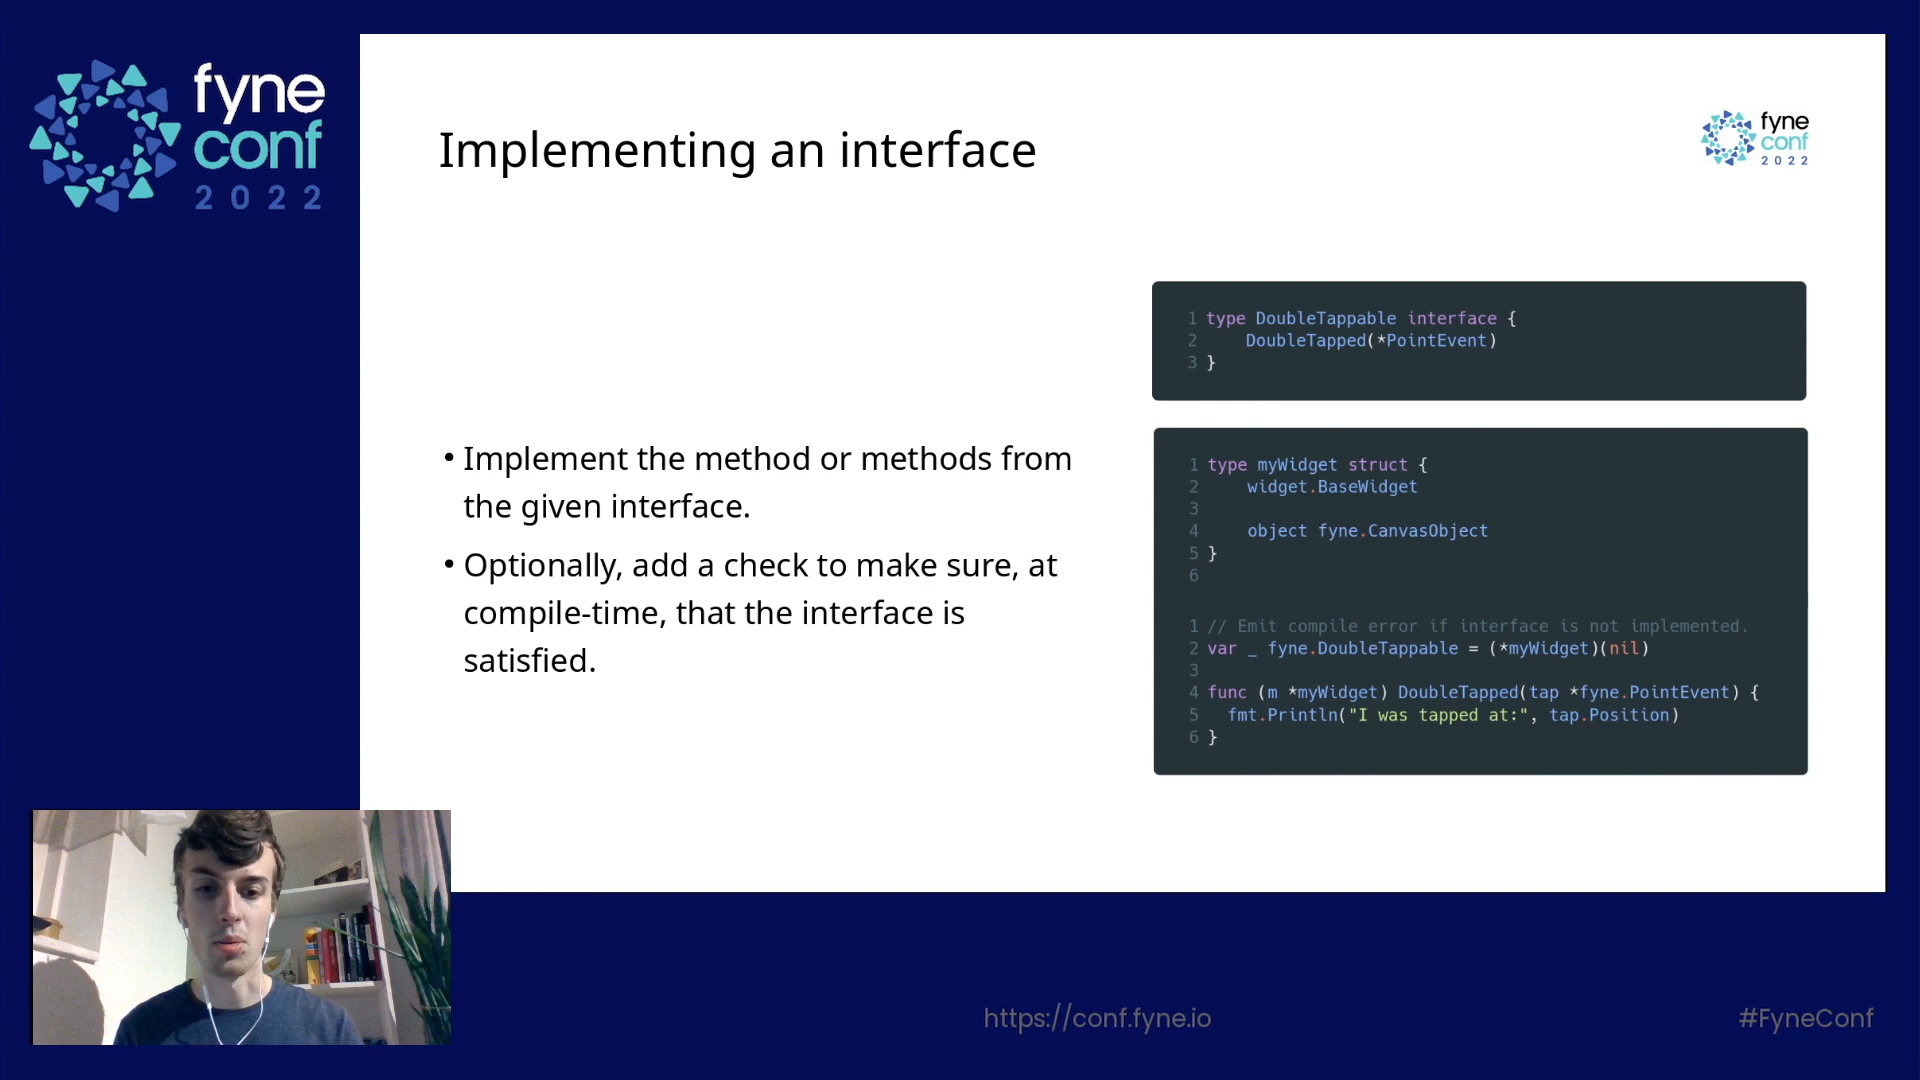 fyne
conf
2022
Implementing an interface
fyne
conf
2022
• Implement the method or methods from
the given interface.
• Optionally, add a check to make sure, at
compile-time, that the interface is
satisfied.
1 type DoubleTappable interface {
2     DoubleTapped(*PointEvent)
3 }
1 type myWidget struct {
2     widget.BaseWidget
3
4     object fyne.CanvasObject
5 }
6
1 // Emit compile error if interface is not implemented.
2 var _ fyne.DoubleTappable = (*myWidget)(nil)
3
4 func (m *myWidget) DoubleTapped(tap *fyne.PointEvent) {
5   fmt.Println("I was tapped at:", tap.Position)
6 }
https://conf.fyne.io
#FyneConf